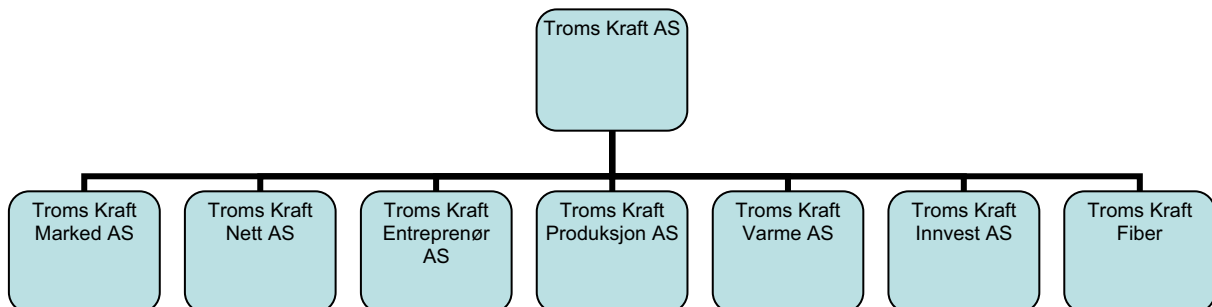 Troms Kraft AS
Troms Kraft
Marked AS
Troms Kraft
Nett AS
Troms Kraft
Entreprenør
AS
Troms Kraft
Produksjon AS
Troms Kraft
Varme AS
Troms Kraft
Innvest AS
Troms Kraft
Fiber